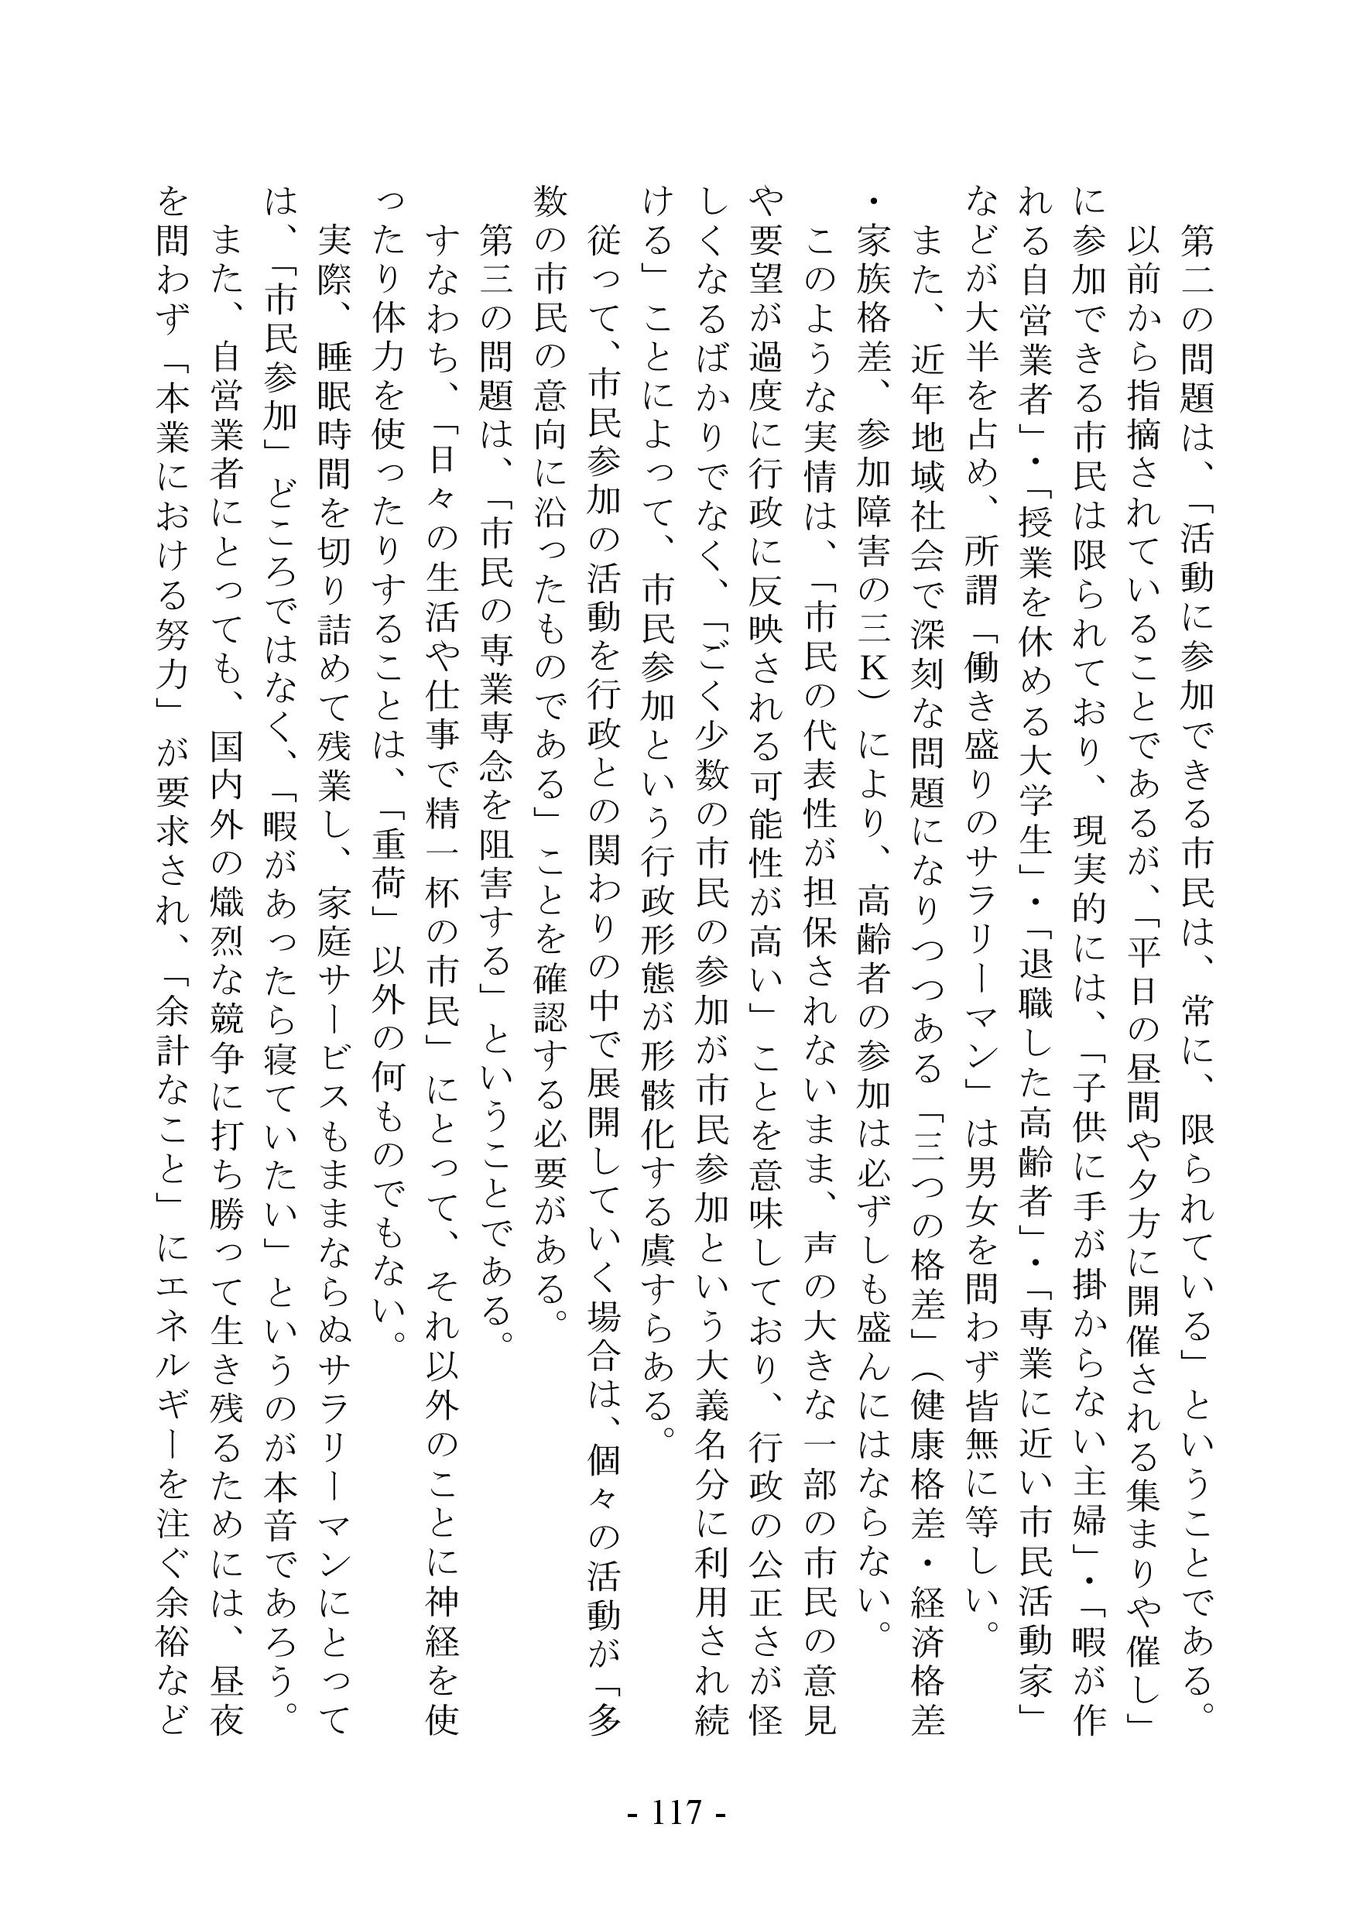 第二の問題は、「活動に参加できる市民は、常に、限られている」ということである。
　以前から指摘されていることであるが、「平日の昼間や夕方に開催される集まりや催し」
に参加できる市民は限られており、現実的には、「子供に手が掛からない主婦」・「暇が作
れる自営業者」・「授業を休める大学生」・「退職した高齢者」・「専業に近い市民活動家」
などが大半を占め、所謂「働き盛りのサラリーマン」は男女を問わず皆無に等しい。
　また、近年地域社会で深刻な問題になりつつある「三つの格差」（健康格差・経済格差
・家族格差、参加障害の三Ｋ）により、高齢者の参加は必ずしも盛んにはならない。
　このような実情は、「市民の代表性が担保されないまま、声の大きな一部の市民の意見
や要望が過度に行政に反映される可能性が高い」ことを意味しており、行政の公正さが怪
しくなるばかりでなく、「ごく少数の市民の参加が市民参加という大義名分に利用され続
ける」ことによって、市民参加という行政形態が形骸化する虞すらある。
　従って、市民参加の活動を行政との関わりの中で展開していく場合は、個々の活動が「多
数の市民の意向に沿ったものである」ことを確認する必要がある。
　第三の問題は、「市民の専業専念を阻害する」ということである。
　すなわち、「日々の生活や仕事で精一杯の市民」にとって、それ以外のことに神経を使
ったり体力を使ったりすることは、「重荷」以外の何ものでもない。
　実際、睡眠時間を切り詰めて残業し、家庭サービスもままならぬサラリーマンにとって
は、「市民参加」どころではなく、「暇があったら寝ていたい」というのが本音であろう。
　また、自営業者にとっても、国内外の熾烈な競争に打ち勝って生き残るためには、昼夜
を問わず「本業における努力」が要求され、「余計なこと」にエネルギーを注ぐ余裕など
- 117 -